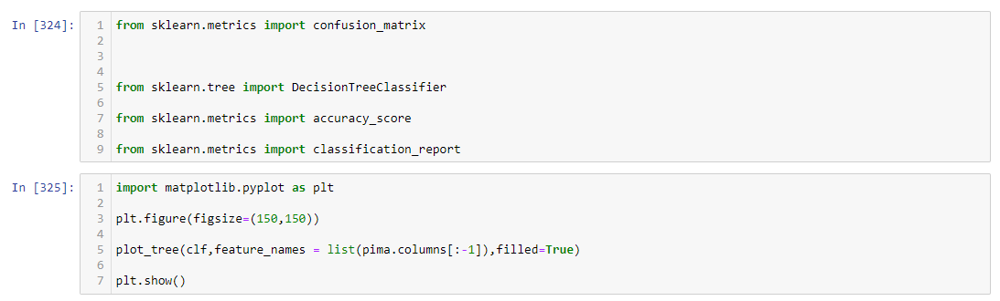 In [324]:
1 from sklearn.metrics import confusion_matrix
2
3
4
5 from sklearn.tree import DecisionTreeClassifier
6
7 from sklearn.metrics import accuracy_score
8
9 from sklearn.metrics import classification_report
In [325]:
1 import matplotlib.pyplot as plt
2
3 plt.figure(figsize=(150,150))
4
5 plot_tree(clf,feature_names = list(pima.columns[:-1]),filled=True)
6
7 plt.show()